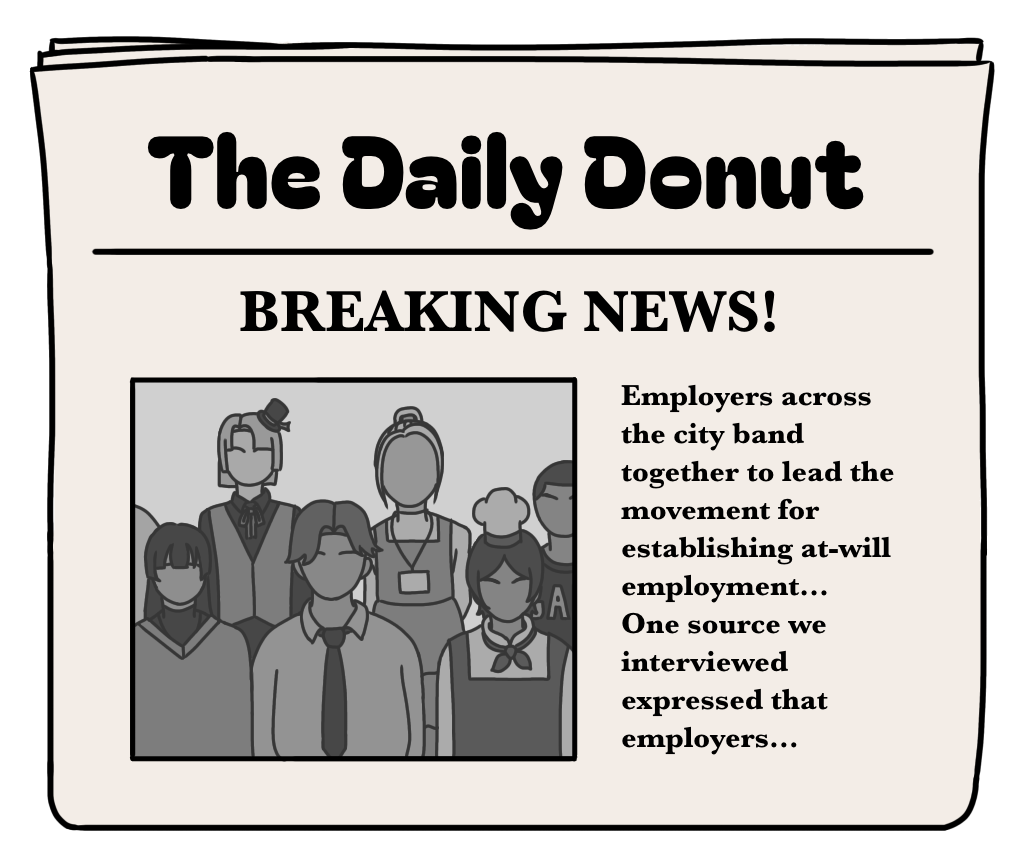 The Daily Donut
BREAKING NEWS!
Employers across
the city band
together to lead the
movement for
establishing at-will
employment...
One source we
interviewed
expressed that
employers...